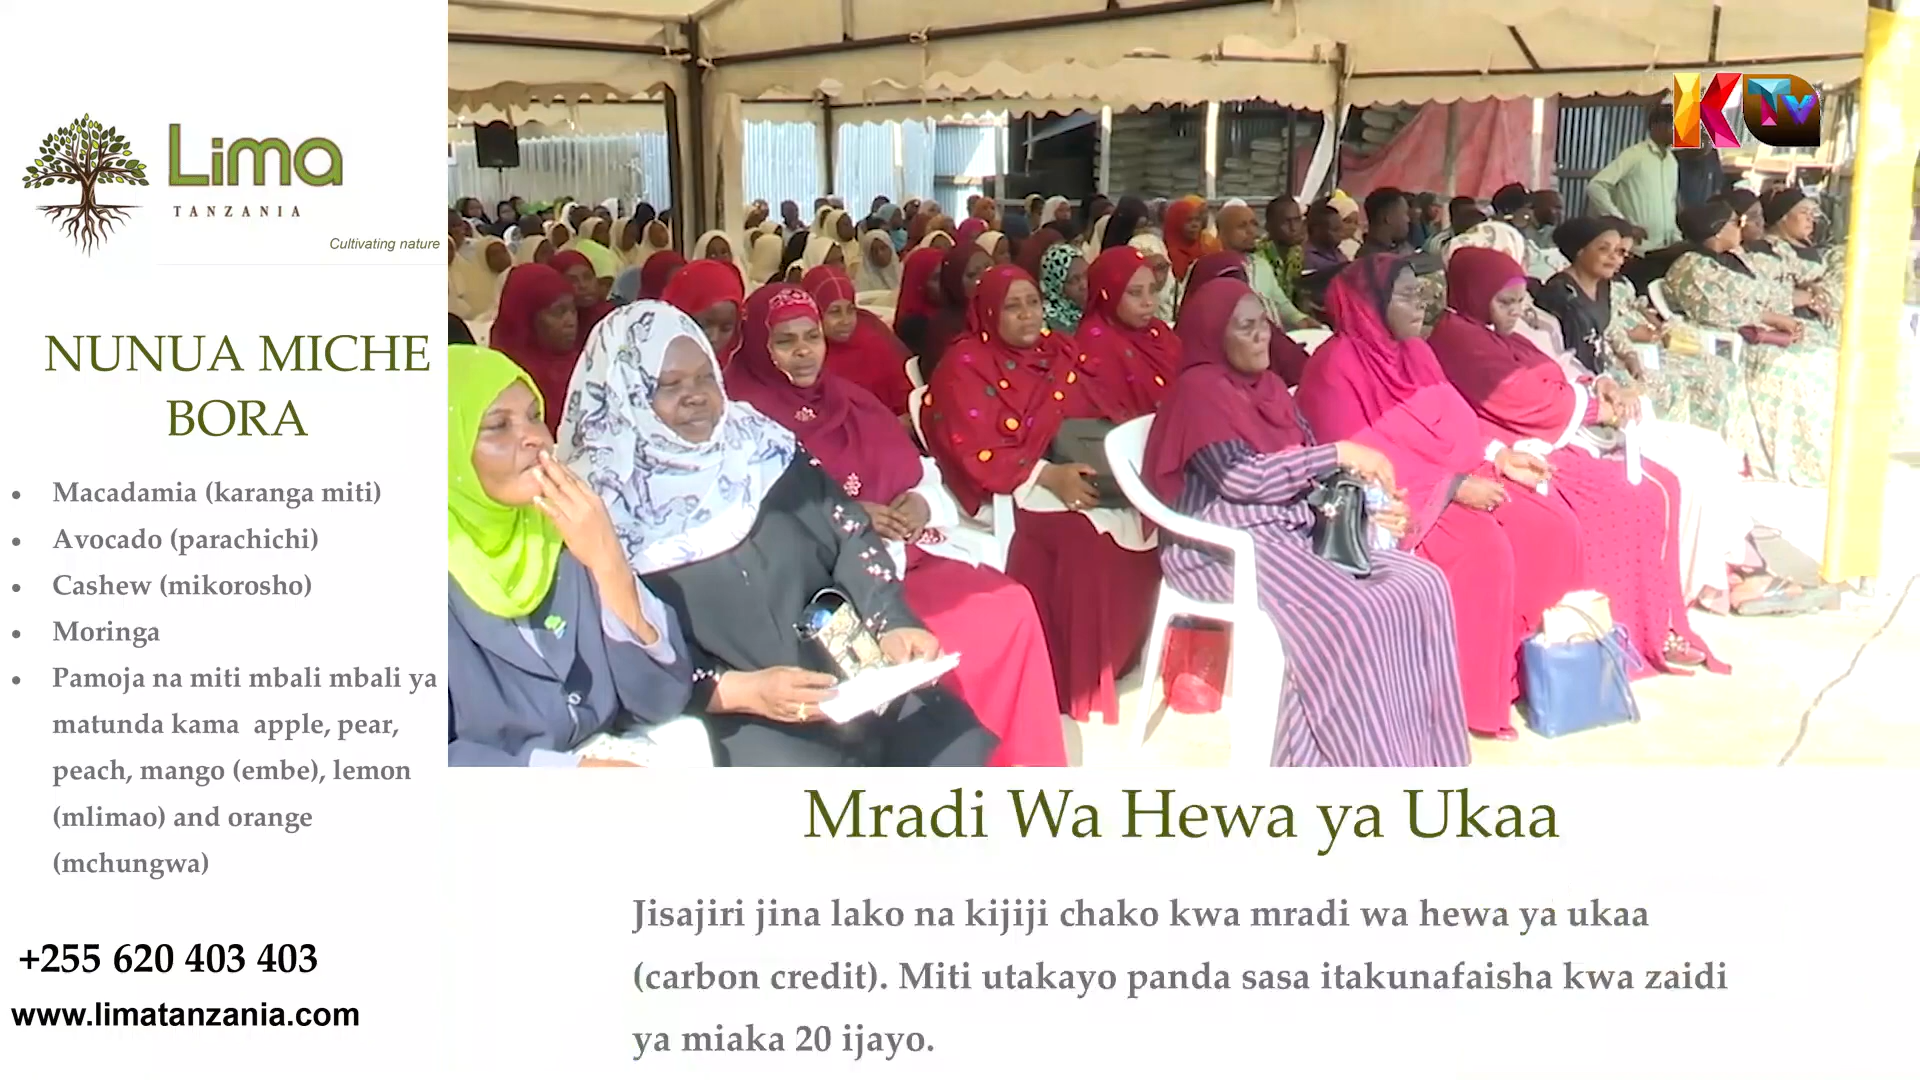 Lima
TANZANIA
Cultivating nature
NUNUA MICHE
BORA
• Macadamia (karanga miti)
• Avocado (parachichi)
• Cashew (mikorosho)
• Moringa
• Pamoja na miti mbali mbali ya
matunda kama apple, pear,
peach, mango (embe), lemon
(mlimao) and orange
(mchungwa)
+255 620 403 403
www.limatanzania.com
KTV
Mradi Wa Hewa ya Ukaa
Jisajiri jina lako na kijiji chako kwa mradi wa hewa ya ukaa
(carbon credit). Miti utakayo panda sasa itakunafaisha kwa zaidi
ya miaka 20 ijayo.